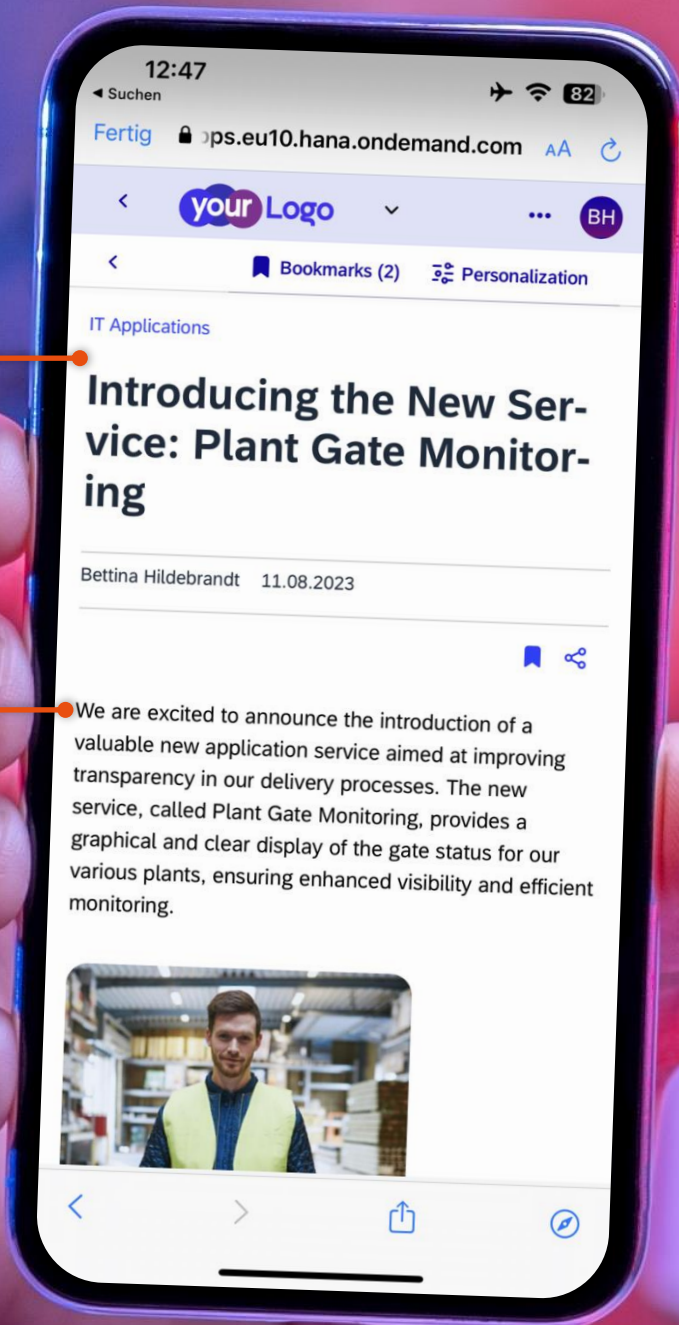 12:47
◀ Suchen
82
Fertig
ps.eu10.hana.ondemand.com
AA
your Logo
BH
Bookmarks (2)
Personalization
IT Applications
Introducing the New Ser-
vice: Plant Gate Monitor-
ing
Bettina Hildebrandt 11.08.2023
We are excited to announce the introduction of a
valuable new application service aimed at improving
transparency in our delivery processes. The new
service, called Plant Gate Monitoring, provides a
graphical and clear display of the gate status for our
various plants, ensuring enhanced visibility and efficient
monitoring.